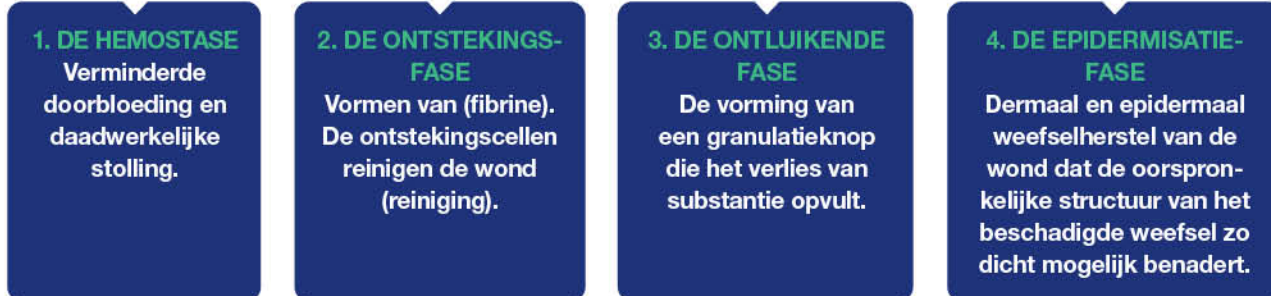 1. DE HEMOSTASE
Verminderde
doorbloeding en
daadwerkelijke
stolling.
2. DE ONTSTEKINGS-
FASE
Vormen van (fibrine).
De ontstekingscellen
reinigen de wond
(reiniging).
3. DE ONTLUIKENDE
FASE
De vorming van
een granulatieknop
die het verlies van
substantie opvult.
4. DE EPIDERMISATIE-
FASE
Dermaal en epidermaal
weefselherstel van de
wond dat de oorspron-
kelijke structuur van het
beschadigde weefsel zo
dicht mogelijk benadert.